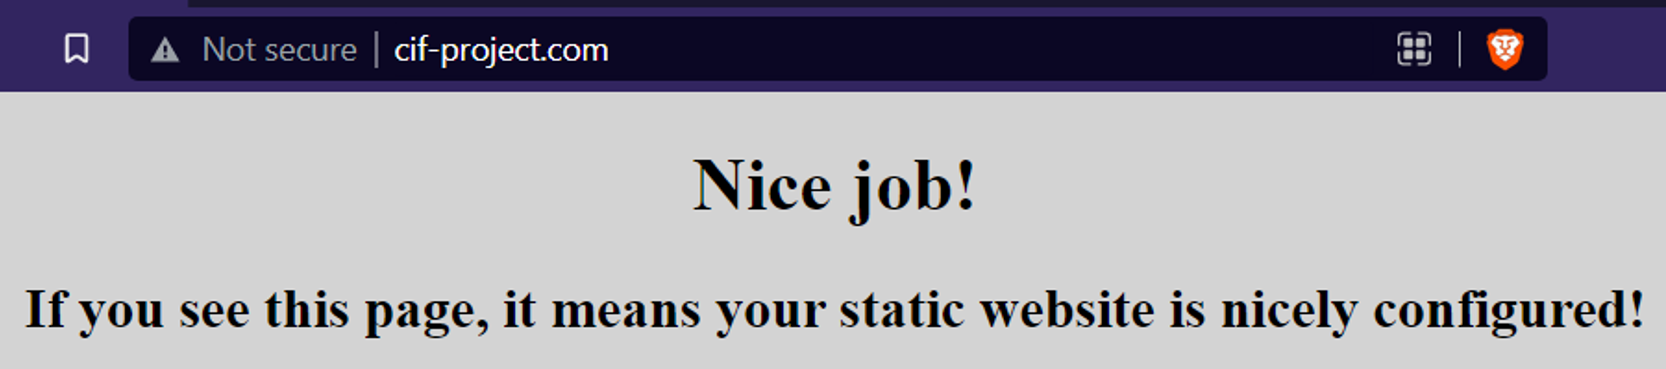 Not secure | cif-project.com
Nice job!
If you see this page, it means your static website is nicely configured!